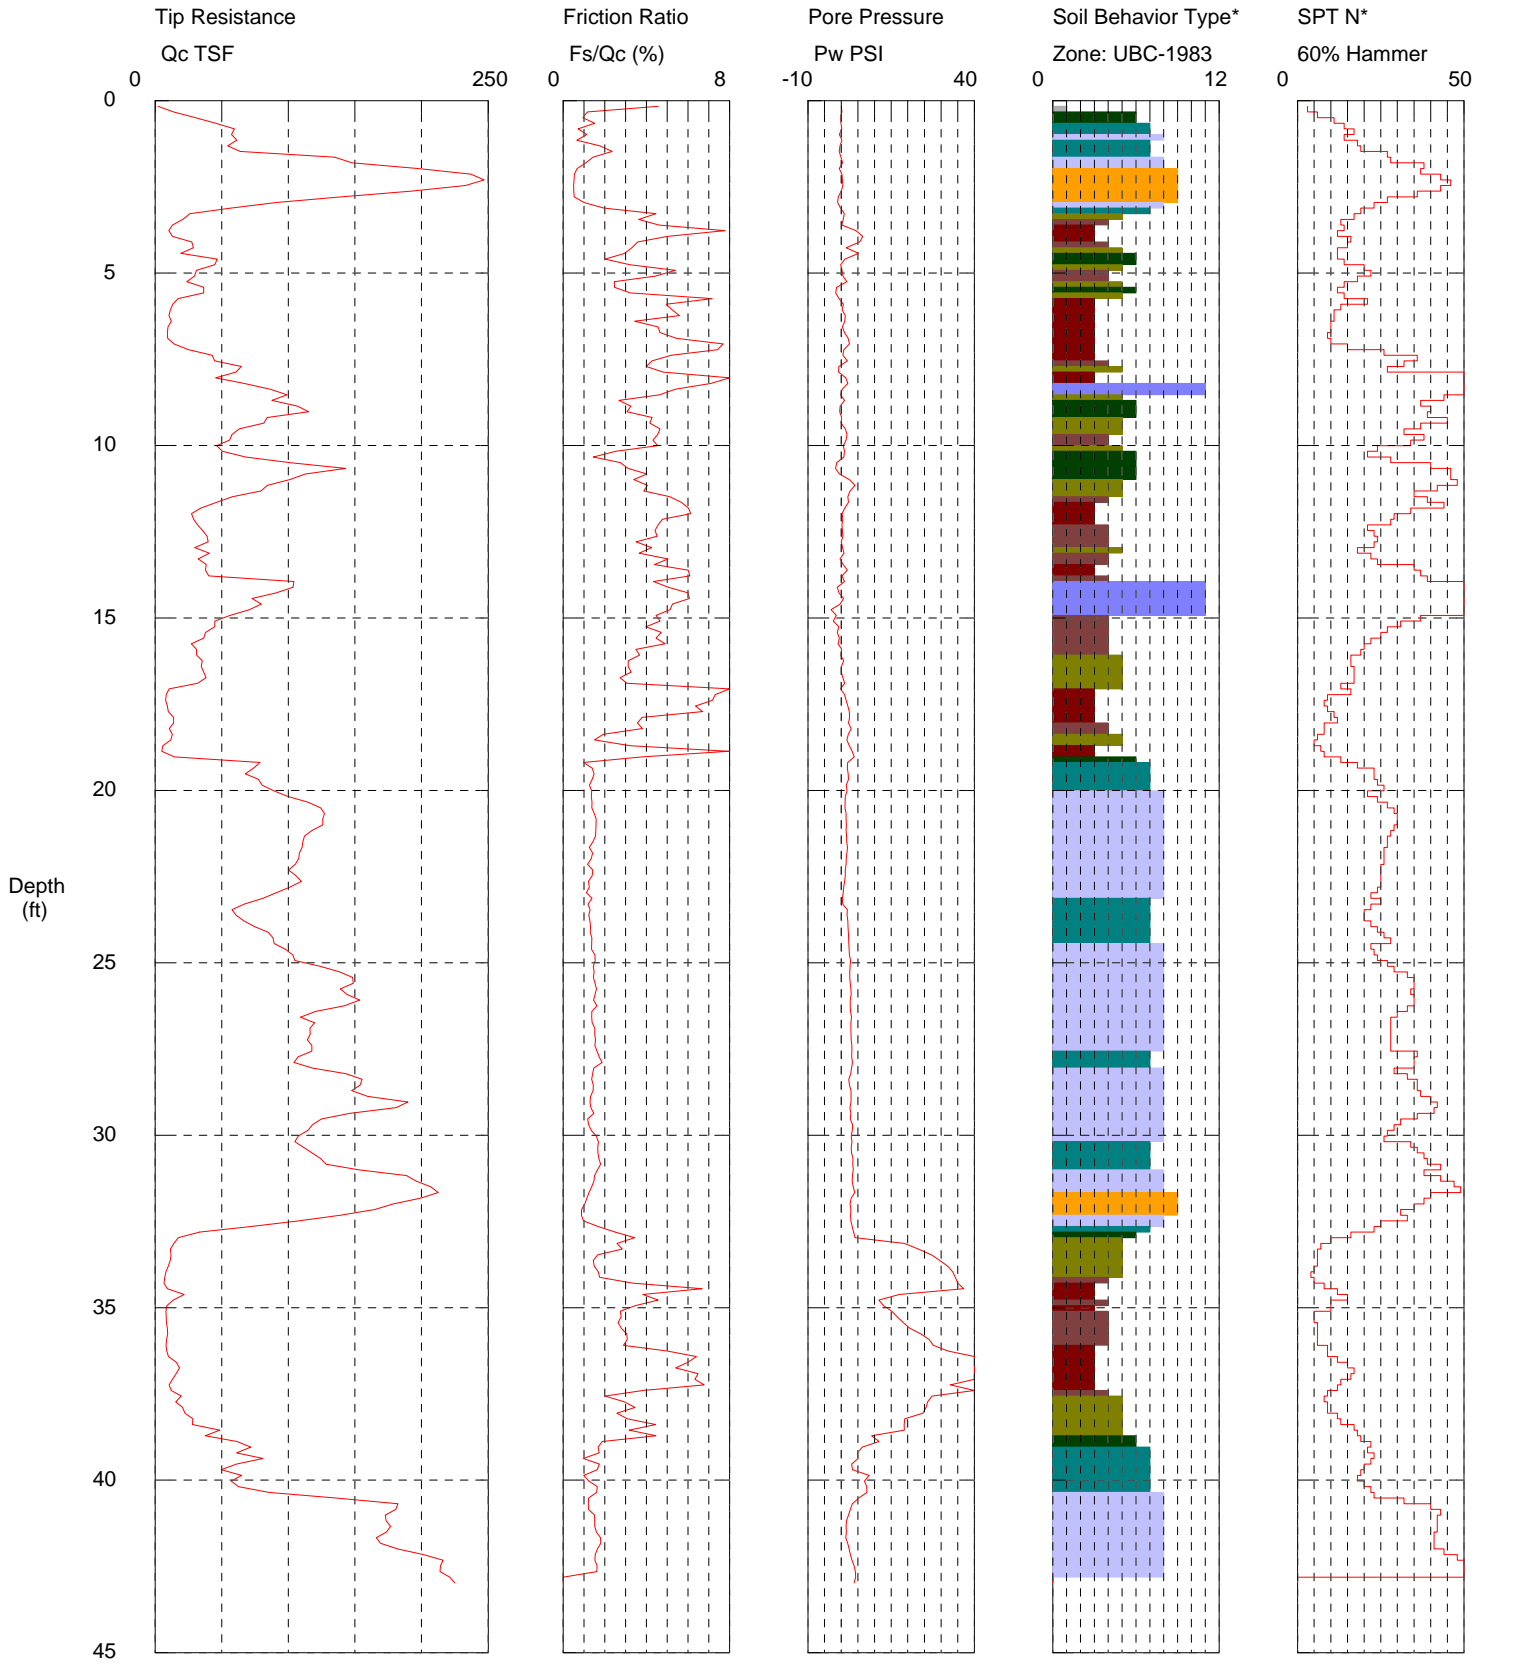 Tip Resistance Friction Ratio Pore Pressure Soil Behavior Type* SPT N*
Qc TSF Fs/Qc (%) Pw PSI Zone: UBC-1983 60% Hammer
0 250 0 8 -10 40 0 12 0 50
0
5
10
15
20
Depth
(ft)
25
30
35
40
45